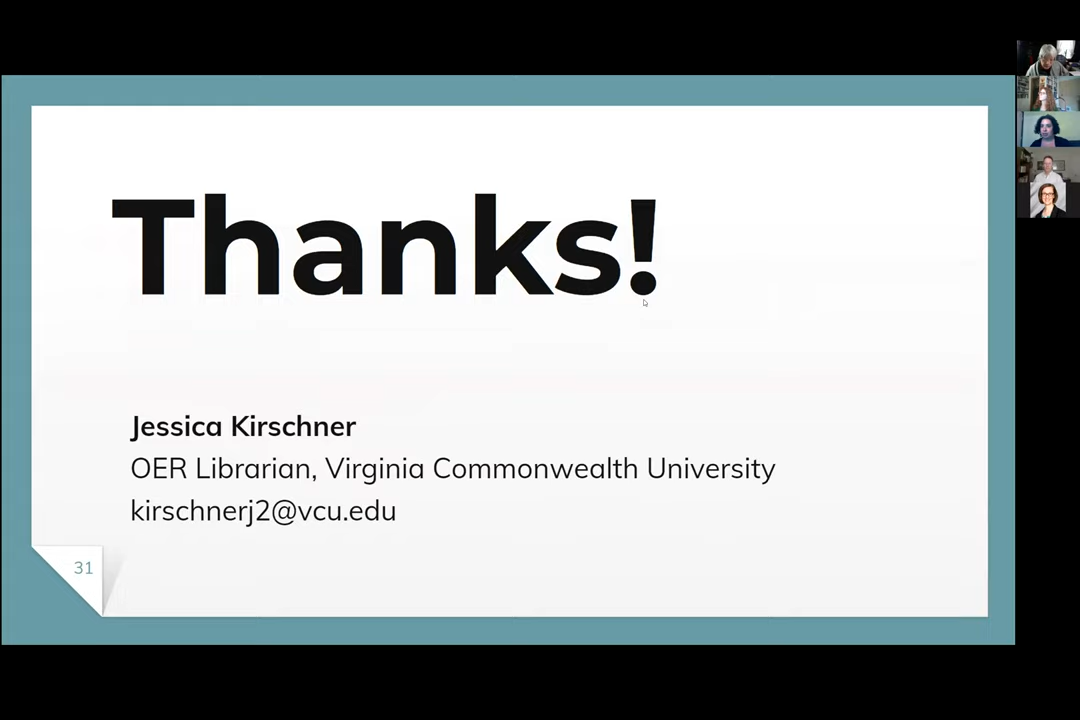 Thanks!
Jessica Kirschner
OER Librarian, Virginia Commonwealth University
kirschnerj2@vcu.edu
31